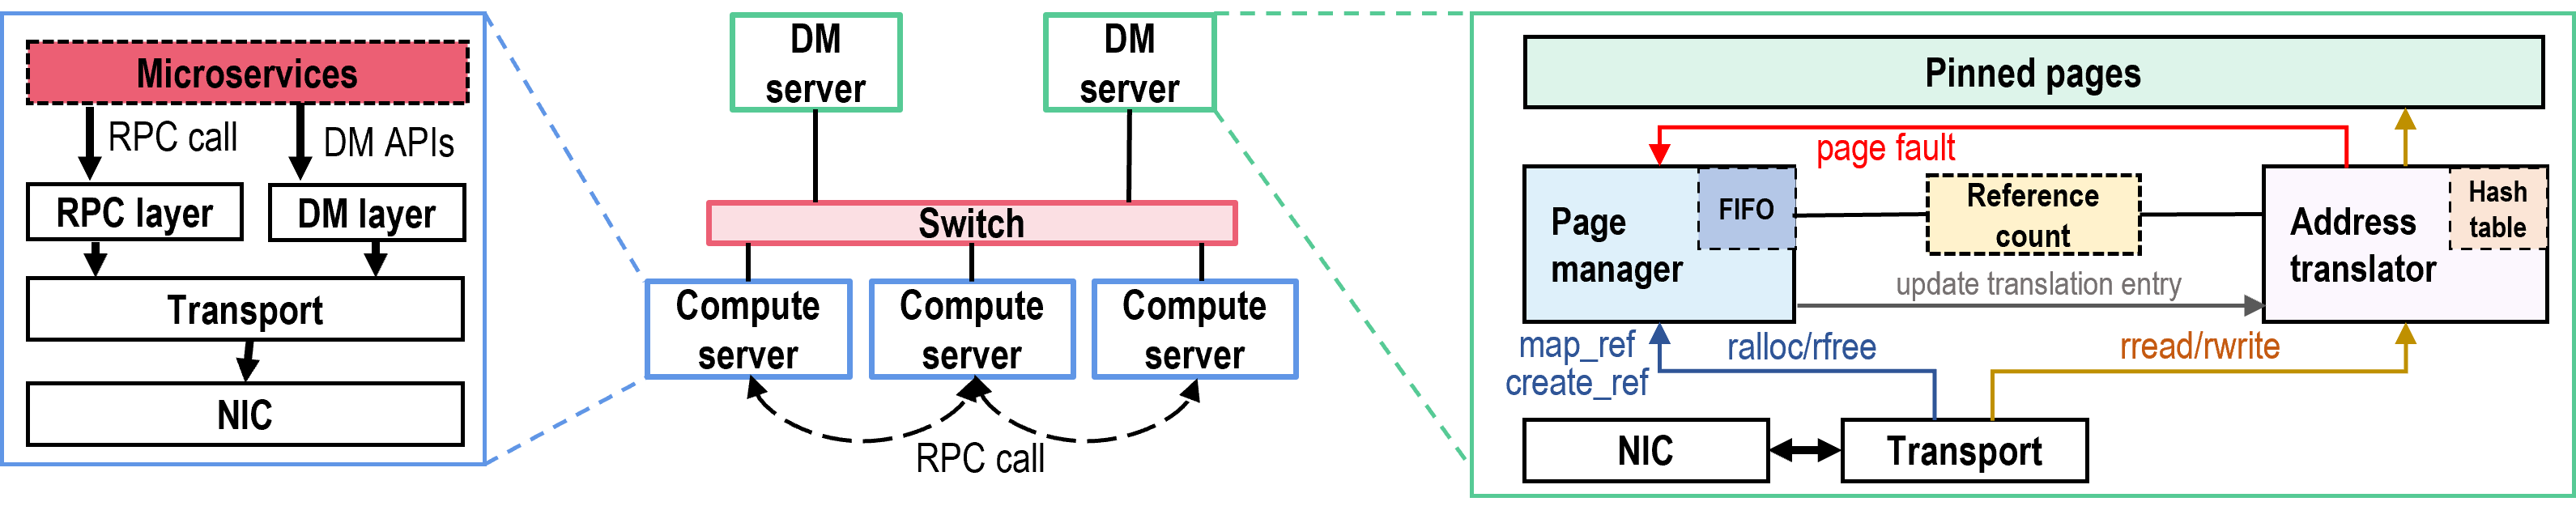 Microservices
RPC call
DM APIs
RPC layer
DM layer
Transport
NIC
DM
server
DM
server
Switch
Compute
server
Compute
server
Compute
server
RPC call
Pinned pages
page fault
Page
manager
FIFO
Reference
count
Address
translator
Hash
table
update translation entry
map_ref
create_ref
ralloc/rfree
rread/rwrite
NIC
Transport